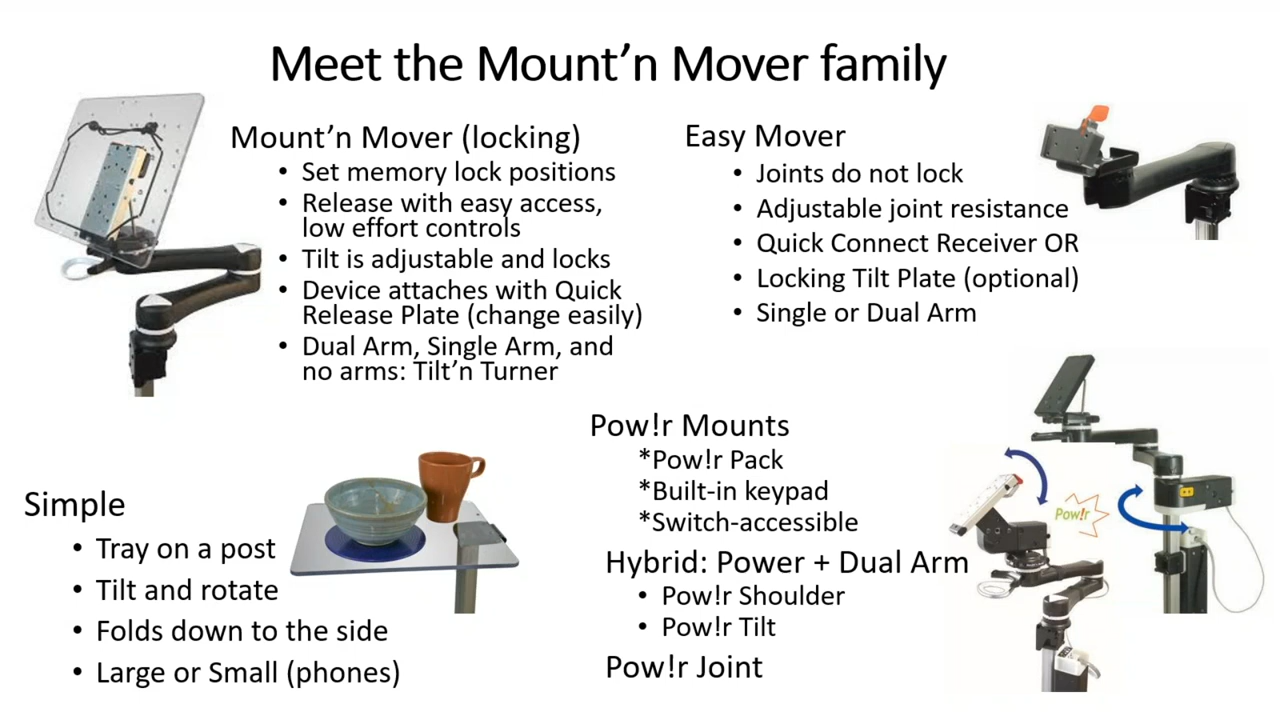 Meet the Mount’n Mover family
Mount’n Mover (locking)
• Set memory lock positions
• Release with easy access,
low effort controls
• Tilt is adjustable and locks
• Device attaches with Quick
Release Plate (change easily)
• Dual Arm, Single Arm, and
no arms: Tilt’n Turner
Easy Mover
• Joints do not lock
• Adjustable joint resistance
• Quick Connect Receiver OR
• Locking Tilt Plate (optional)
• Single or Dual Arm
Simple
• Tray on a post
• Tilt and rotate
• Folds down to the side
• Large or Small (phones)
Pow!r Mounts
*Pow!r Pack
*Built-in keypad
*Switch-accessible
Hybrid: Power + Dual Arm
• Pow!r Shoulder
• Pow!r Tilt
Pow!r Joint
Pow!r